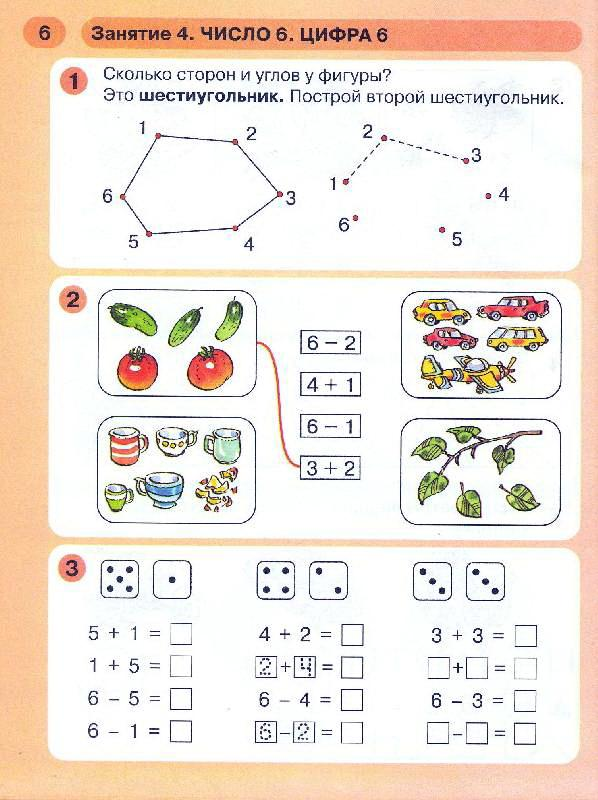 6 Занятие 4. ЧИСЛО 6. ЦИФРА 6
1 Сколько сторон и углов у фигуры?
Это шестиугольник. Построй второй шестиугольник.
1 2
3
4
5
6
2
3
1
4
6
5
2
6 – 2
4 + 1
6 – 1
3 + 2
3
5 + 1 = 4 + 2 = 3 + 3 =
1 + 5 = 2 + 4 = + =
6 – 5 = 6 – 4 = 6 – 3 =
6 – 1 = 6 – 2 = – =